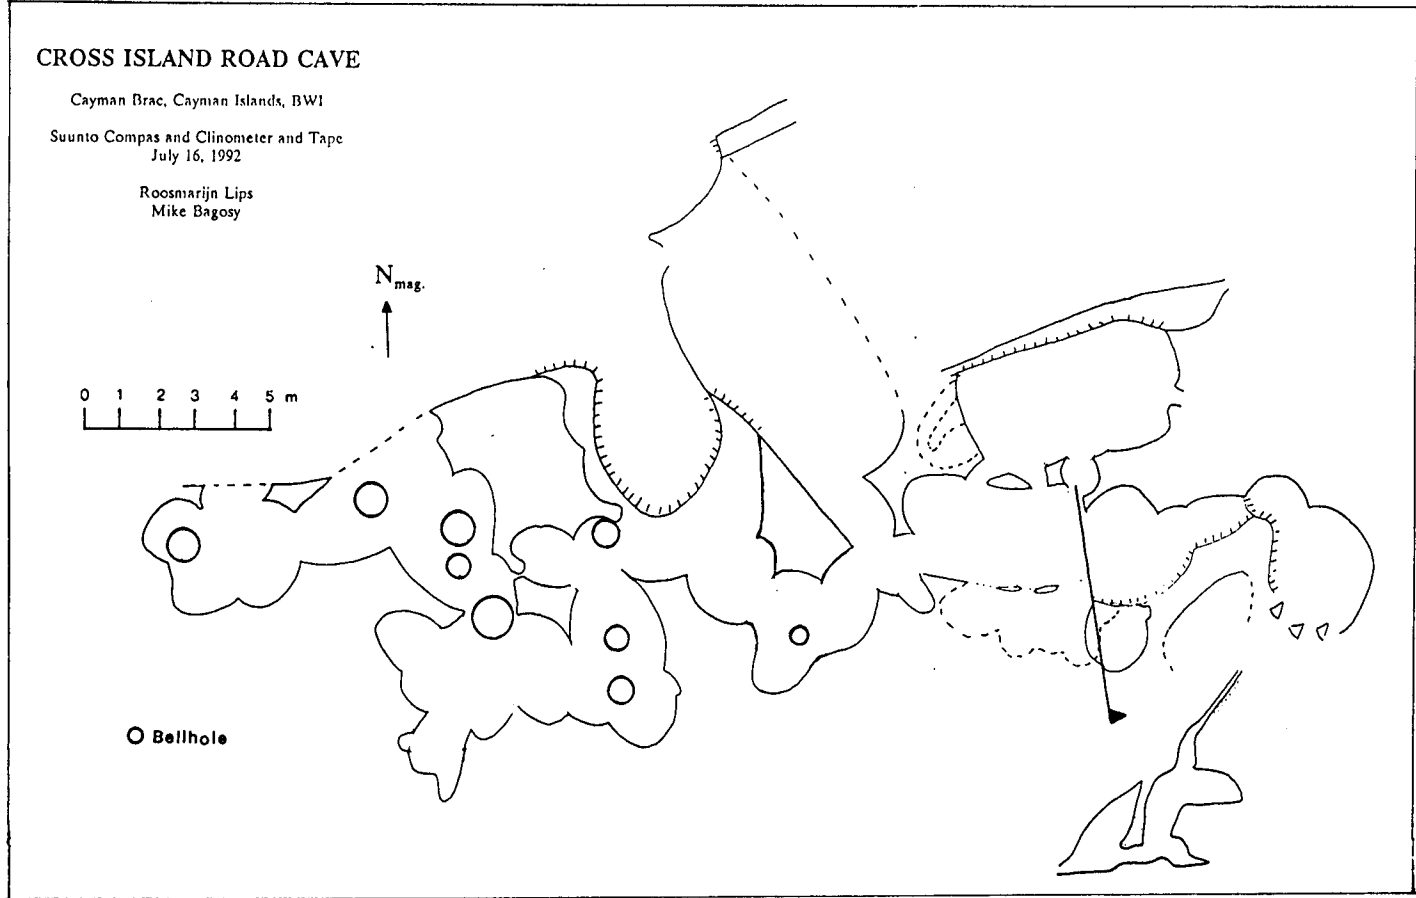 CROSS ISLAND ROAD CAVE
Cayman Brac, Cayman Islands, BWI
Suunto Compas and Clinometer and Tape
July 16, 1992
Roosmarijn Lips
Mike Bagosy
N mag.
0 1 2 3 4 5 m
Bellhole